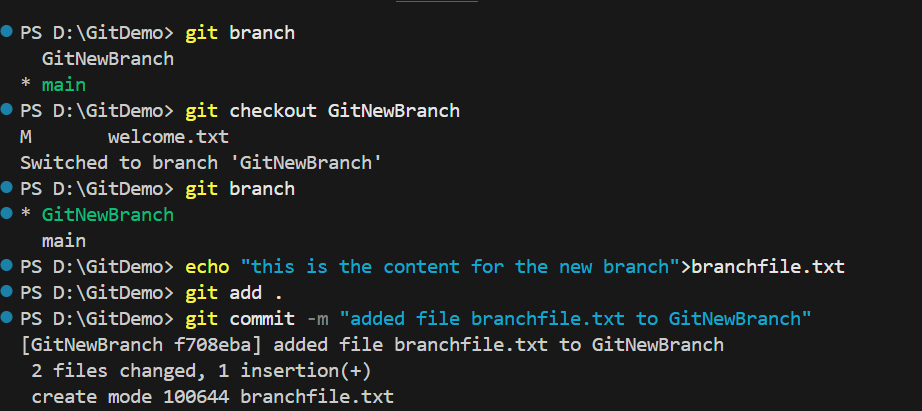 PS D:\GitDemo> git branch
  GitNewBranch
* main
PS D:\GitDemo> git checkout GitNewBranch
M       welcome.txt
Switched to branch 'GitNewBranch'
PS D:\GitDemo> git branch
* GitNewBranch
  main
PS D:\GitDemo> echo "this is the content for the new branch">branchfile.txt
PS D:\GitDemo> git add .
PS D:\GitDemo> git commit -m "added file branchfile.txt to GitNewBranch"
[GitNewBranch f708eba] added file branchfile.txt to GitNewBranch
 2 files changed, 1 insertion(+)
 create mode 100644 branchfile.txt